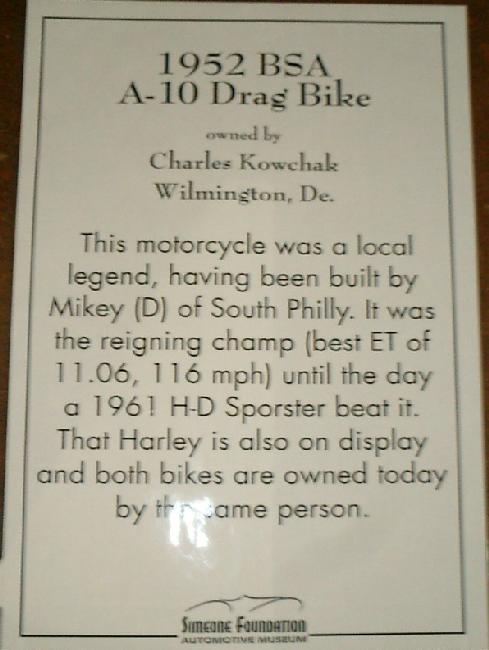 1952 BSA
A-10 Drag Bike
owned by
Charles Kowchak
Wilmington, De.
This motorcycle was a local
legend, having been built by
Mikey (D) of South Philly. It was
the reigning champ (best ET of
11.06, 116 mph) until the day
a 1961 H-D Sporster beat it.
That Harley is also on display
and both bikes are owned today
by the same person.
Simeone Foundation
AUTOMOTIVE MUSEUM